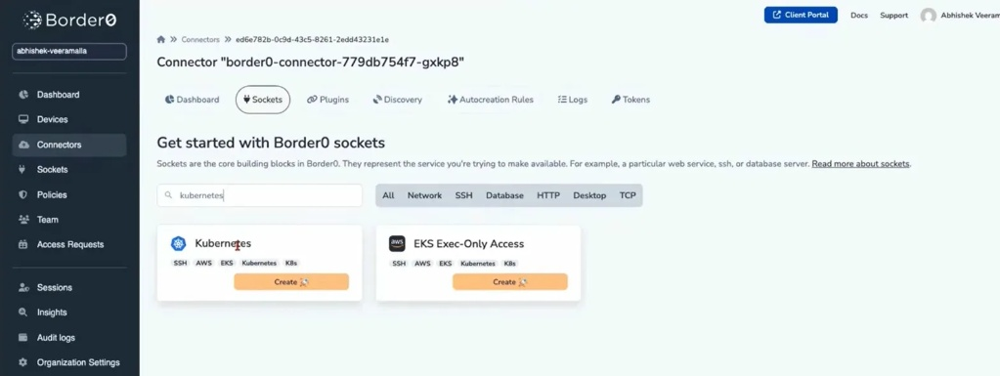 Border0
abhishek-veeramalla
Dashboard
Devices
Connectors
Sockets
Policies
Team
Access Requests
Sessions
Insights
Audit logs
Organization Settings
Client Portal Docs Support Abhishek Veeram
Connectors ed6e782b-0c9d-43c5-8261-2edd43231e1e
Connector "border0-connector-779db754f7-gxkp8"
Dashboard Sockets Plugins Discovery Autocreation Rules Logs Tokens
Get started with Border0 sockets
Sockets are the core building blocks in Border0. They represent the service you're trying to make available. For example, a particular web service, ssh, or database server. Read more about sockets.
kubernetes
All Network SSH Database HTTP Desktop TCP
Kubernetes
SSH AWS EKS Kubernetes K8s
Create
aws EKS Exec-Only Access
SSH AWS EKS Kubernetes K8s
Create